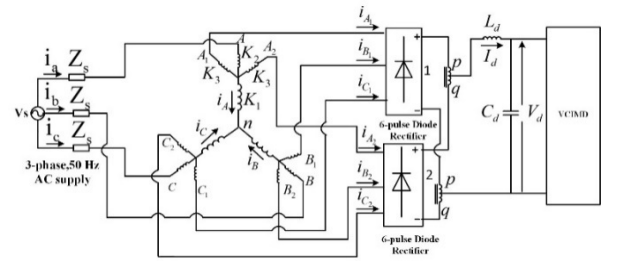 i_a Z_s
i_b Z_s
Vs
i_c Z_s
3-phase,50 Hz
AC supply
A
A_1
K_2
A_2
K_3
K_3
i_A
K_1
n
i_C
i_B
C_2
C
C_1
B_1
B
B_2
i_A1
i_B1
i_C1
+
1
-
6-pulse Diode
Rectifier
i_A2
i_B2
i_C2
+
2
-
6-pulse Diode
Rectifier
p
q
p
q
L_d
I_d
C_d
V_d
VCIMD